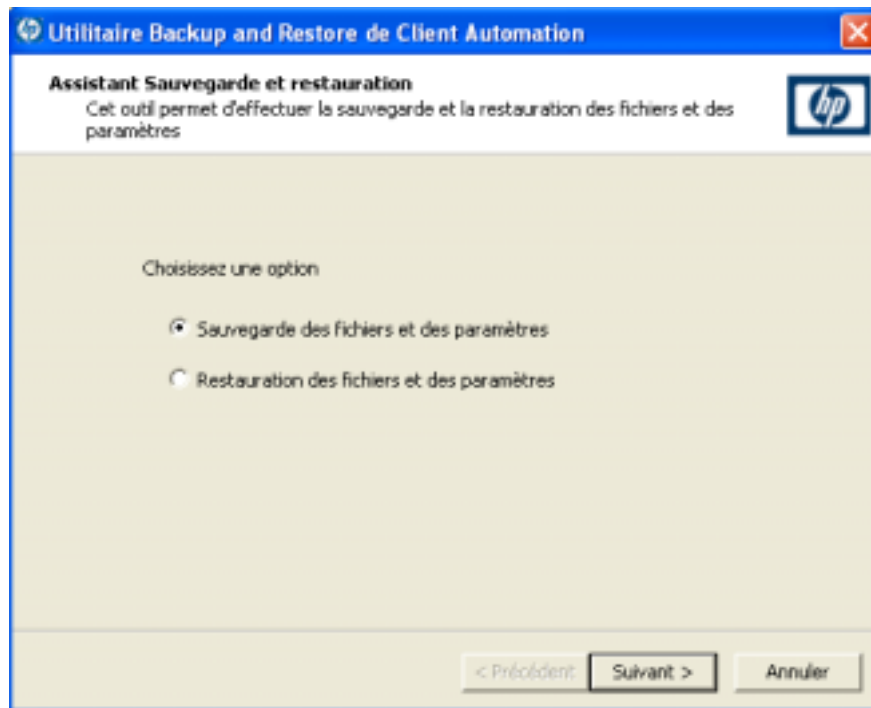 Utilitaire Backup and Restore de Client Automation
Assistant Sauvegarde et restauration
Cet outil permet d'effectuer la sauvegarde et la restauration des fichiers et des
paramètres
hp
Choisissez une option
Sauvegarde des fichiers et des paramètres
Restauration des fichiers et des paramètres
< Précédent
Suivant >
Annuler